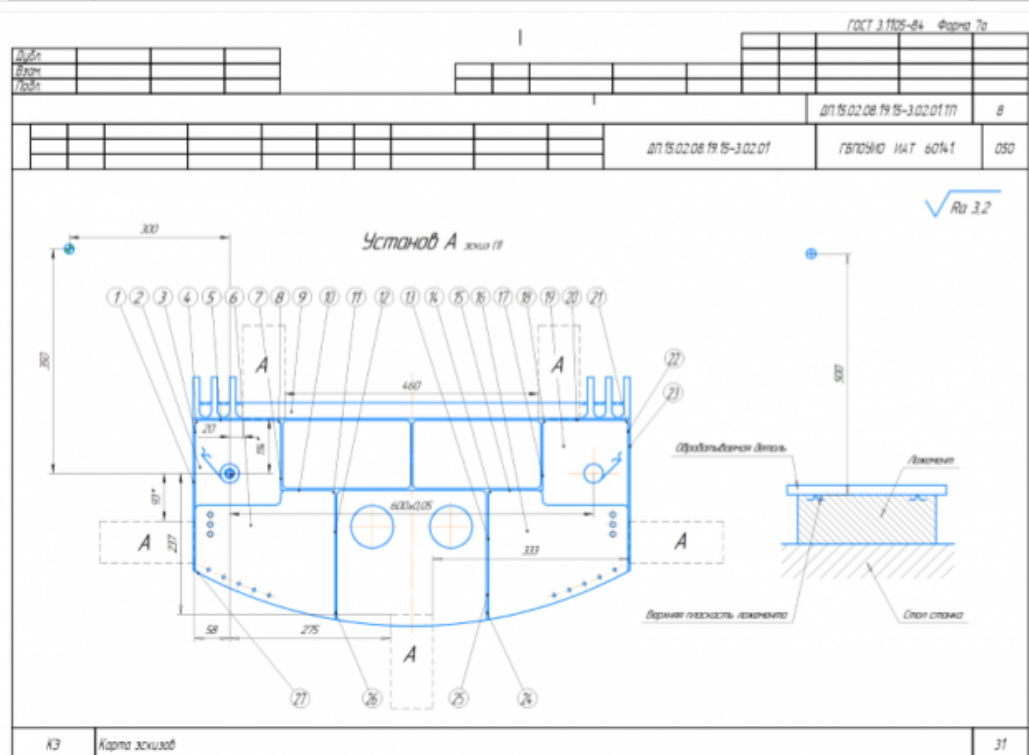 ГОСТ 3.1105-84 Форма 7а
Дубл.
Взам.
Подл.
ДП.15.02.08.19.15-3.02.01.ТП 8
ДП.15.02.08.19.15-3.02.01 ГБПОУИО ИАТ 60141. 050
Ra 3,2
300
Установ А эскиз (1)
1 2 3 4 5 6 7 8 9 10 11 12 13 14 15 16 17 18 19 20 21
А А
22
500
460
23
20
Обрабатываемая деталь
Ложемент
93*
600±0,05
А 237 333 А
Верхняя плоскость ложемента
Стол станка
58 275
А
27 26 25 24
КЭ Карта эскизов 31